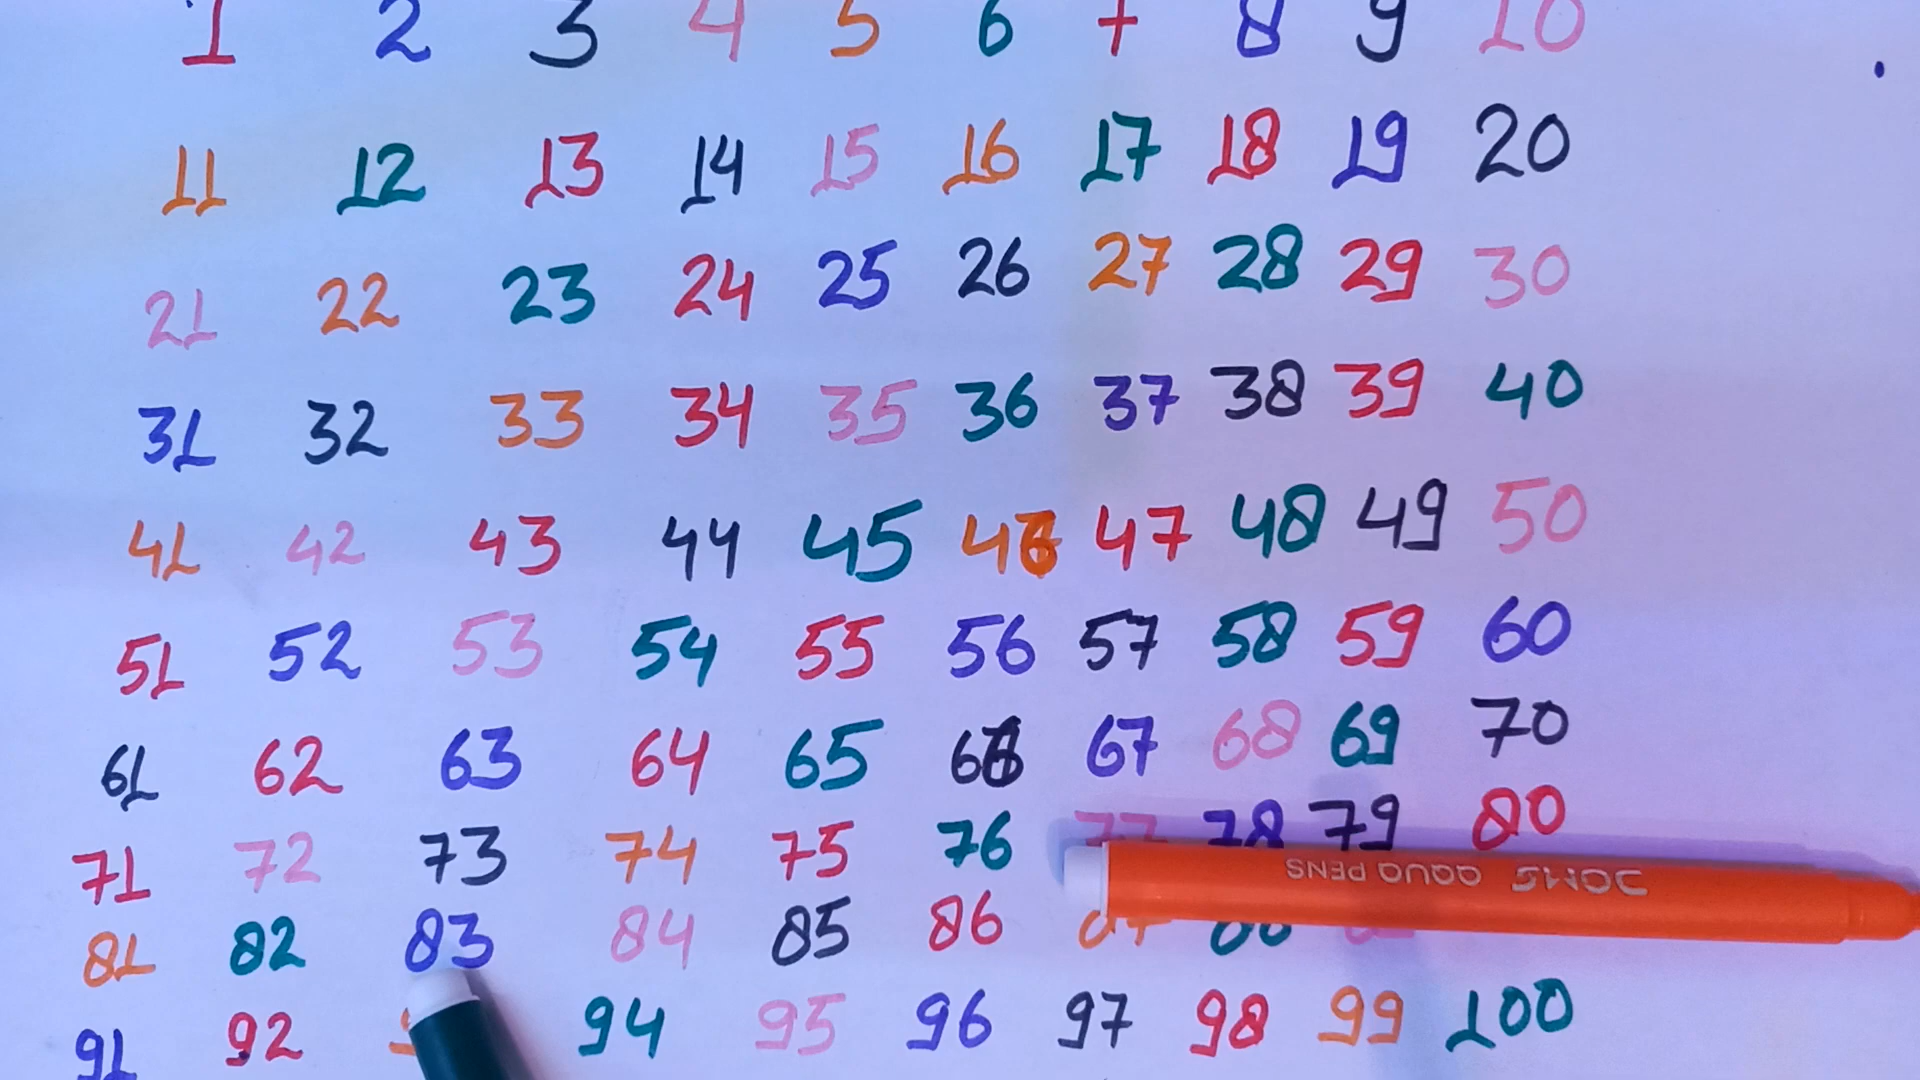 1 2 3 4 5 6 7 8 9 10
11 12 13 14 15 16 17 18 19 20
21 22 23 24 25 26 27 28 29 30
31 32 33 34 35 36 37 38 39 40
41 42 43 44 45 46 47 48 49 50
51 52 53 54 55 56 57 58 59 60
61 62 63 64 65 66 67 68 69 70
71 72 73 74 75 76 77 78 79 80
DOMS AQUA PENS
81 82 83 84 85 86 87 88
91 92 94 95 96 97 98 99 100